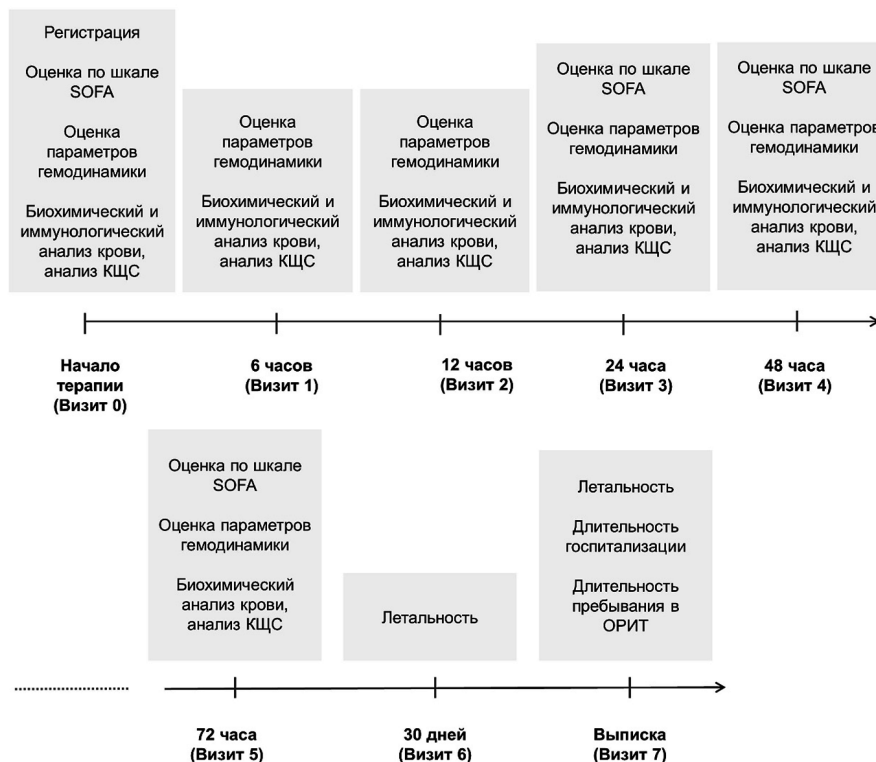 Регистрация
Оценка по шкале
SOFA
Оценка
параметров
гемодинамики
Биохимический и
иммунологический
анализ крови,
анализ КЩС
Оценка
параметров
гемодинамики
Биохимический и
иммунологический
анализ крови,
анализ КЩС
Оценка
параметров
гемодинамики
Биохимический и
иммунологический
анализ крови,
анализ КЩС
Оценка по шкале
SOFA
Оценка параметров
гемодинамики
Биохимический и
иммунологический
анализ крови,
анализ КЩС
Оценка по шкале
SOFA
Оценка параметров
гемодинамики
Биохимический и
иммунологический
анализ крови,
анализ КЩС
Начало
терапии
(Визит 0)
6 часов
(Визит 1)
12 часов
(Визит 2)
24 часа
(Визит 3)
48 часа
(Визит 4)
Оценка по шкале
SOFA
Оценка параметров
гемодинамики
Биохимический
анализ крови,
анализ КЩС
Летальность
Летальность
Длительность
госпитализации
Длительность
пребывания в
ОРИТ
72 часа
(Визит 5)
30 дней
(Визит 6)
Выписка
(Визит 7)